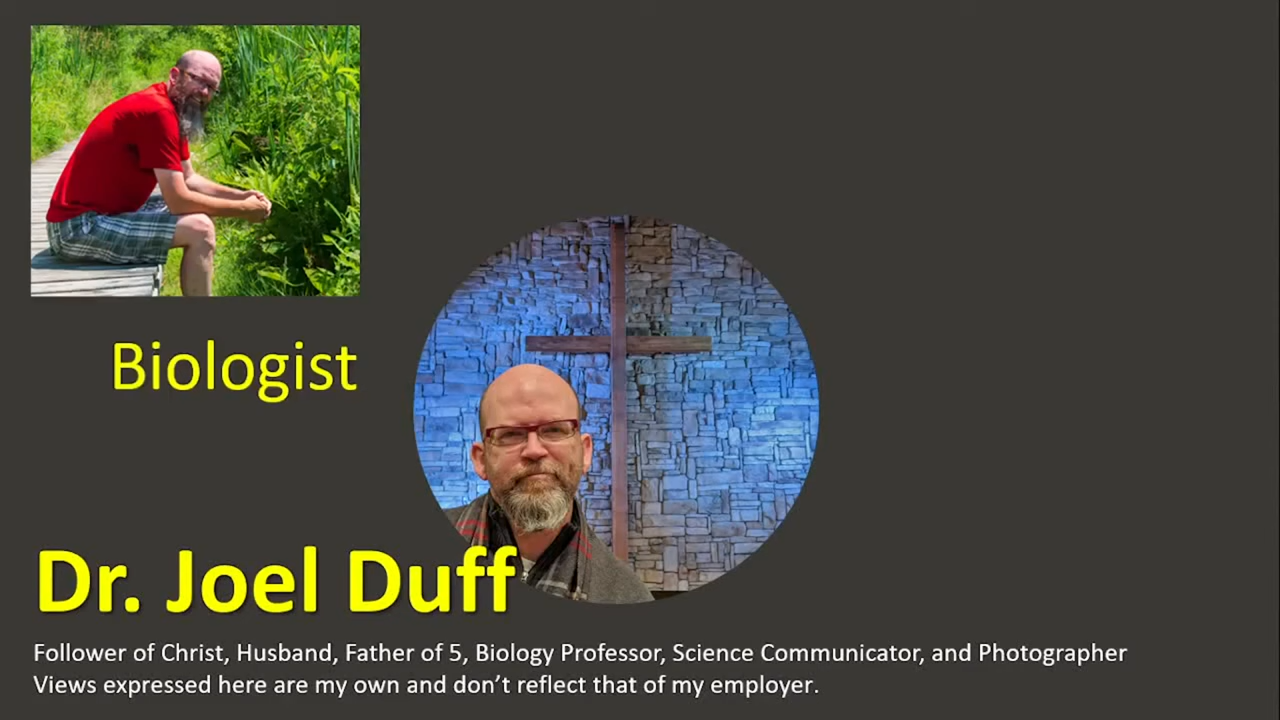 Biologist
Dr. Joel Duff
Follower of Christ, Husband, Father of 5, Biology Professor, Science Communicator, and Photographer
Views expressed here are my own and don’t reflect that of my employer.